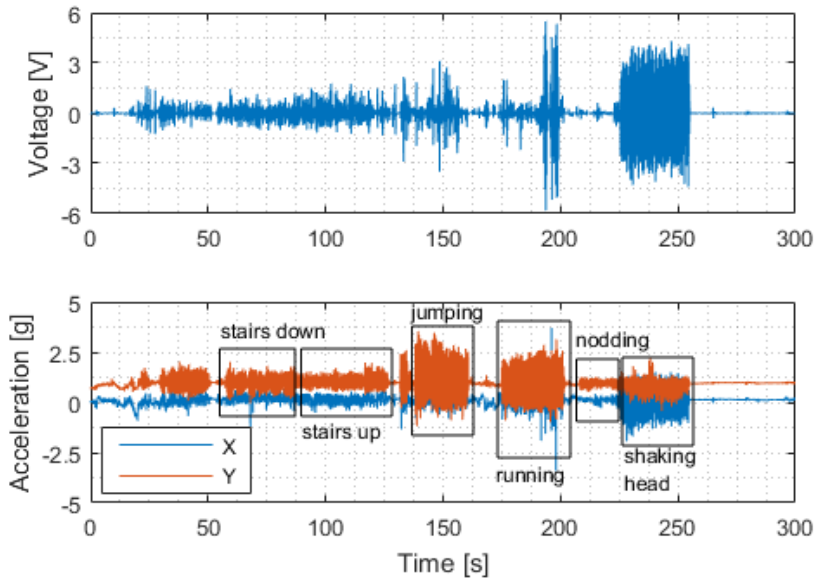 Voltage [V]
6
3
0
-3
-6
0 50 100 150 200 250 300
Acceleration [g]
5
2.5
0
-2.5
-5
stairs down
stairs up
jumping
running
nodding
shaking
head
X
Y
0 50 100 150 200 250 300
Time [s]